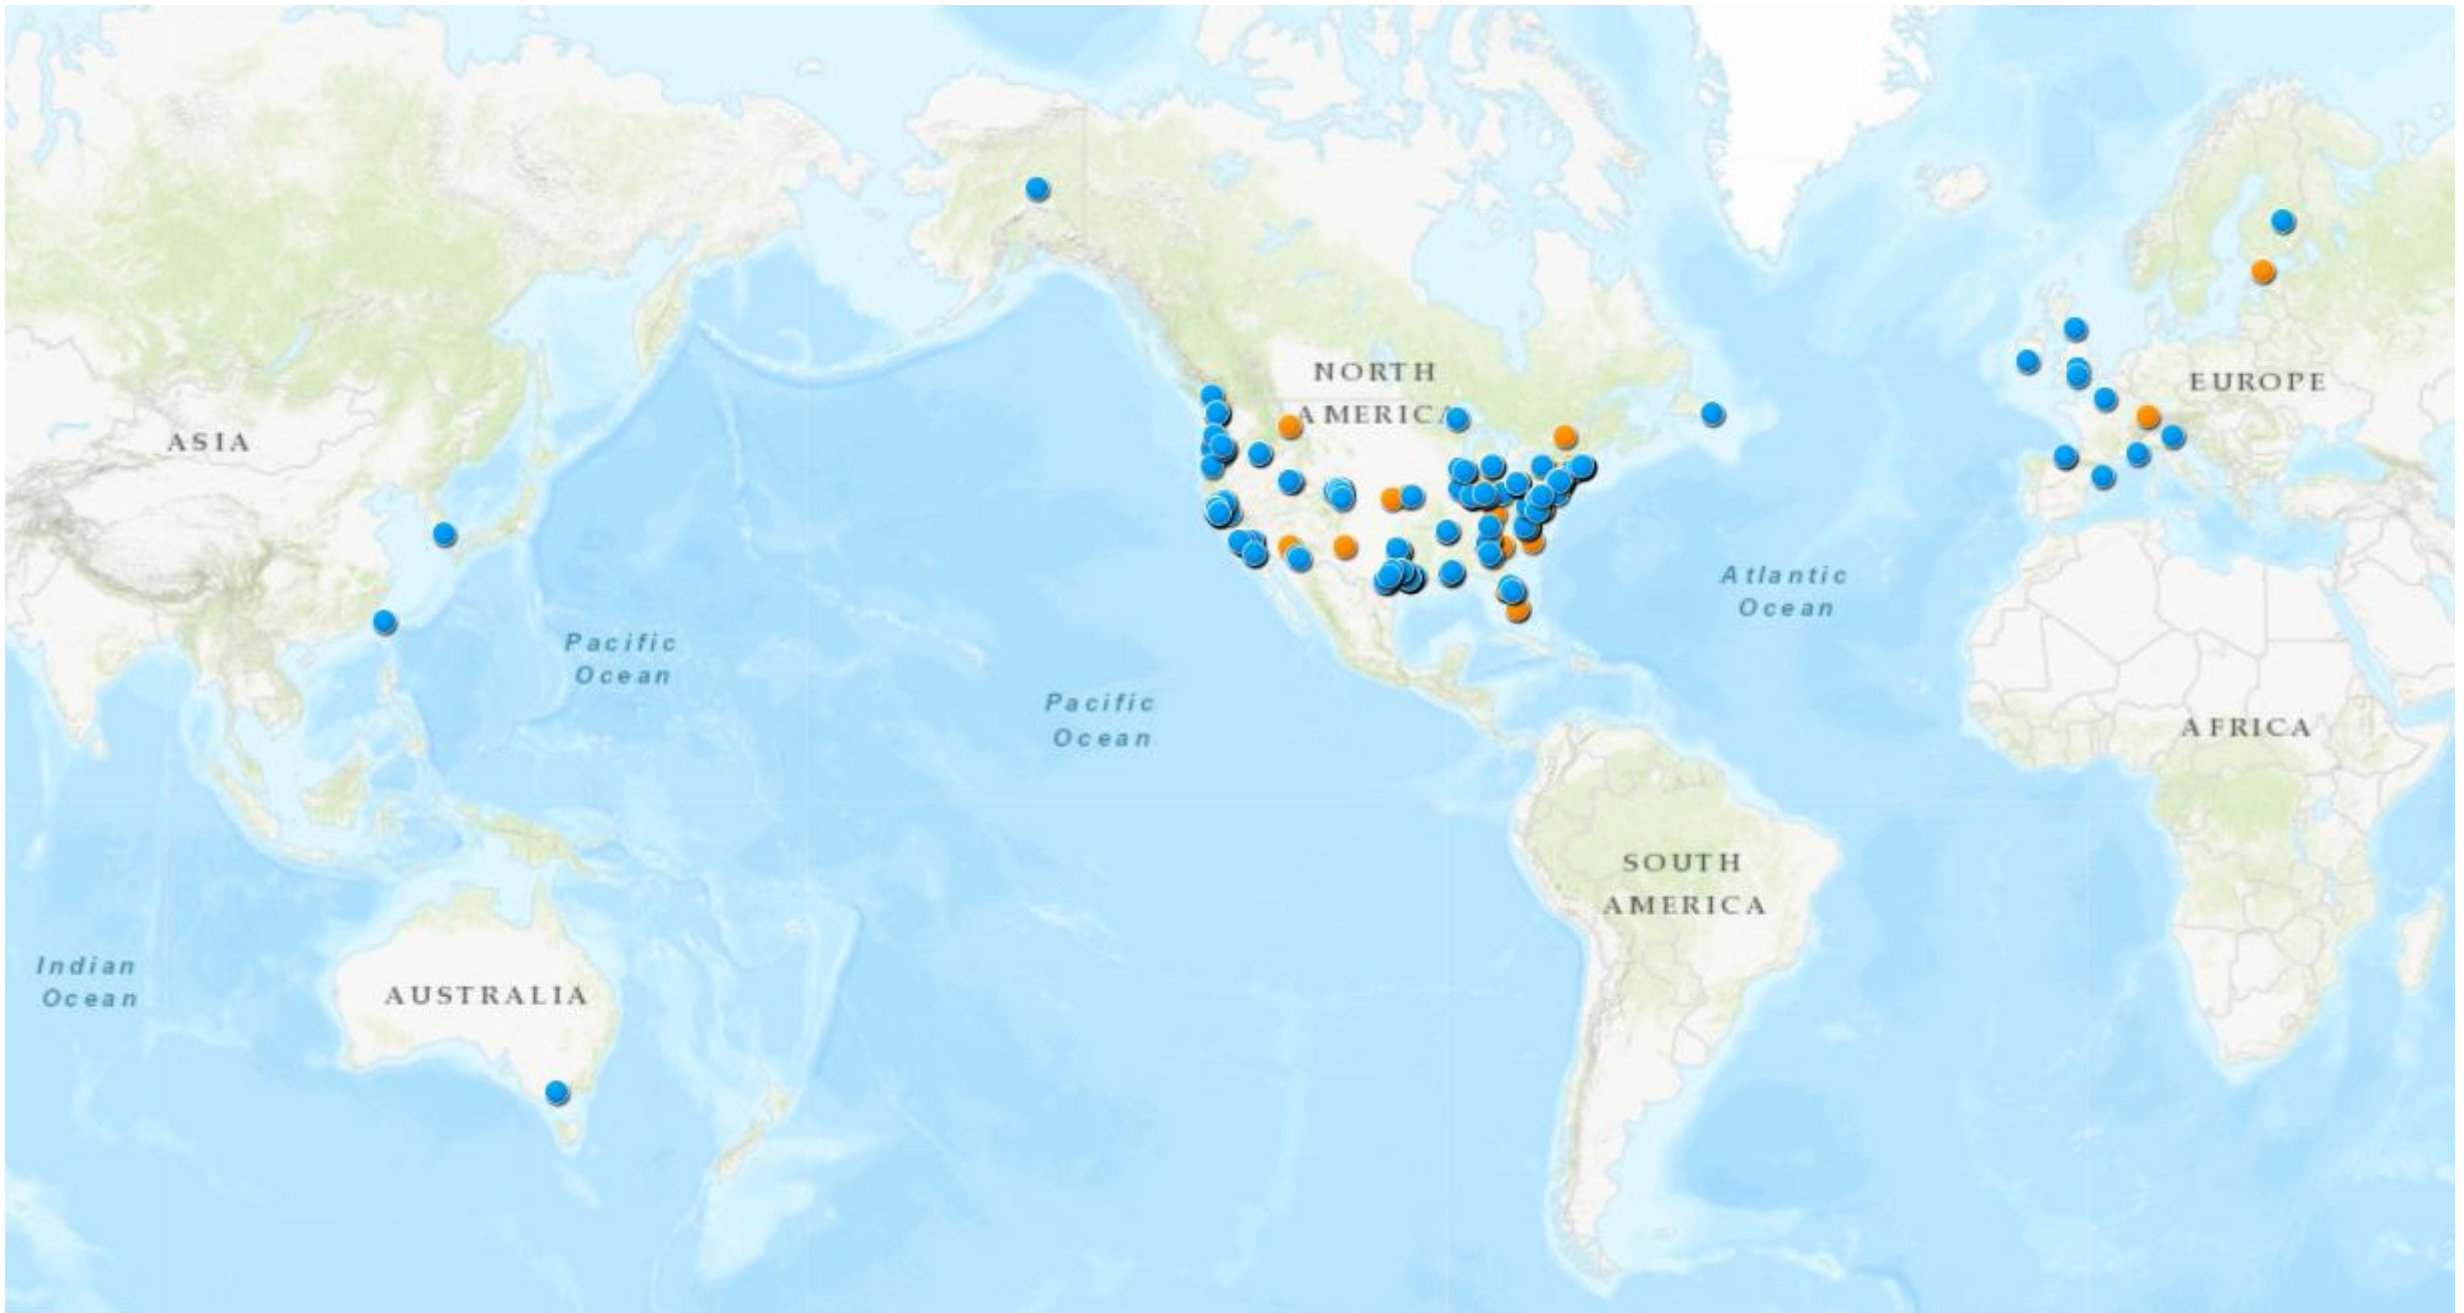 NORTH
AMERICA
EUROPE
ASIA
Atlantic
Ocean
Pacific
Ocean
Pacific
Ocean
AFRICA
SOUTH
AMERICA
Indian
Ocean
AUSTRALIA